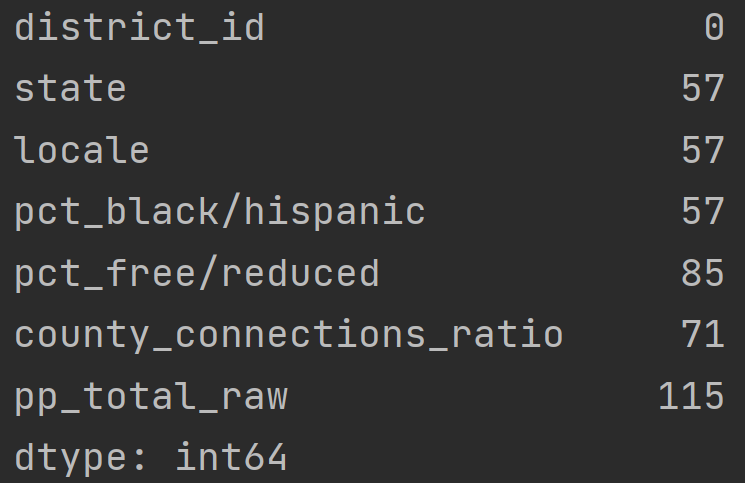 district_id 0
state 57
locale 57
pct_black/hispanic 57
pct_free/reduced 85
county_connections_ratio 71
pp_total_raw 115
dtype: int64